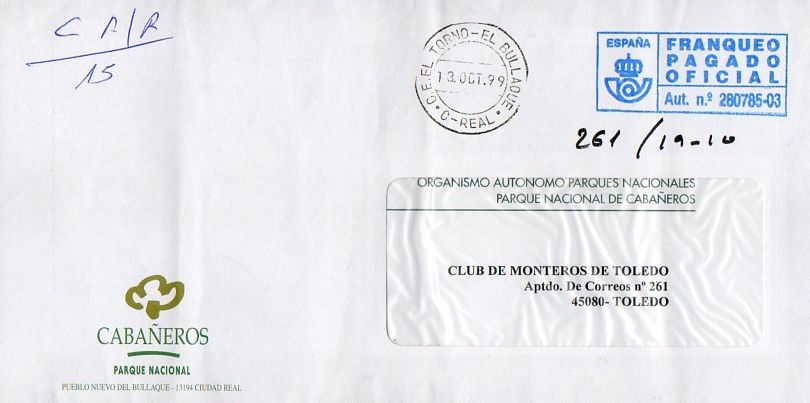 C A/R
15
C.E.EL TORNO-EL BULLAQUE
13.OCT.99
C-REAL
ESPAÑA
FRANQUEO
PAGADO
OFICIAL
Aut. n.º 280785-03
261 / 19-10
ORGANISMO AUTONOMO PARQUES NACIONALES
PARQUE NACIONAL DE CABAÑEROS
CLUB DE MONTEROS DE TOLEDO
Aptdo. De Correos nº 261
45080- TOLEDO
CABAÑEROS
PARQUE NACIONAL
PUEBLO NUEVO DEL BULLAQUE - 13194 CIUDAD REAL